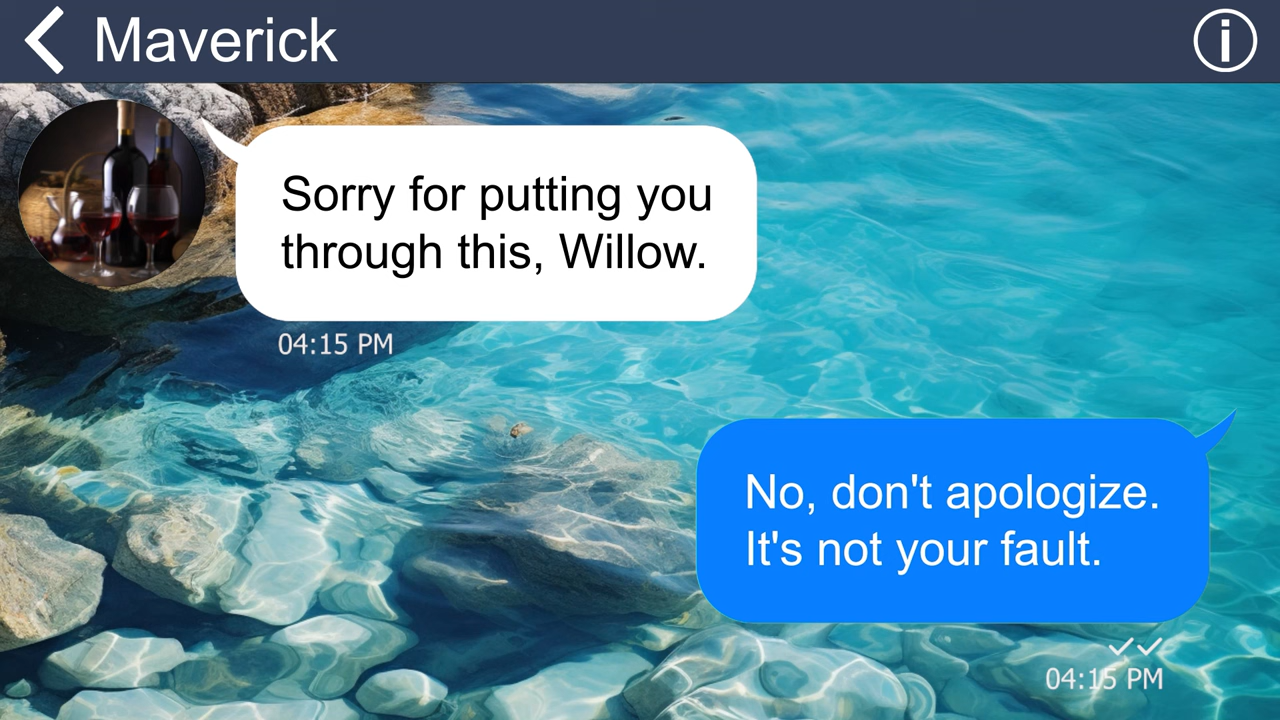 Maverick
Sorry for putting you
through this, Willow.
04:15 PM
No, don't apologize.
It's not your fault.
04:15 PM